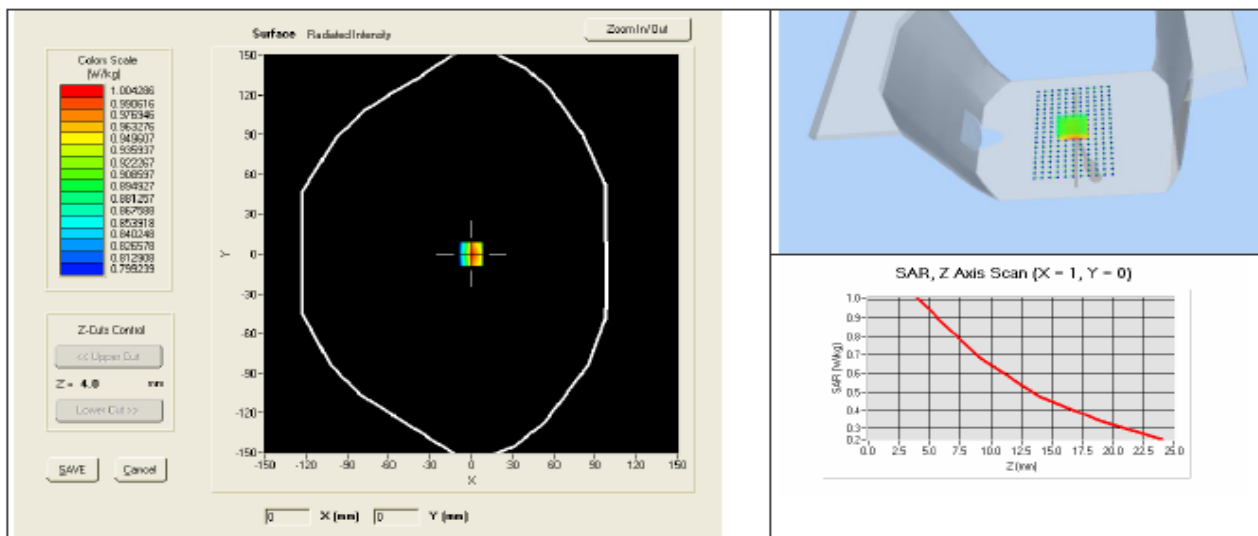 Surface Radiated Intensity
Zoom In/Out
Colors Scale
(W/kg)
1.004286
0.990616
0.976946
0.963276
0.949607
0.935937
0.922267
0.908597
0.894927
0.881257
0.867588
0.853918
0.840248
0.826578
0.812908
0.799239
Z-Cuts Control
<< Upper Cut
Z = 4.0 mm
Lower Cut >>
SAVE Cancel
150
120
90
60
30
0
-30
-60
-90
-120
-150
Y
-150 -120 -90 -60 -30 0 30 60 90 120 150
X
0 X (mm) 0 Y (mm)
SAR, Z Axis Scan (X = 1, Y = 0)
SAR (W/kg)
1.0
0.9
0.8
0.7
0.6
0.5
0.4
0.3
0.2
0.0 2.5 5.0 7.5 10.0 12.5 15.0 17.5 20.0 22.5 25.0
Z (mm)